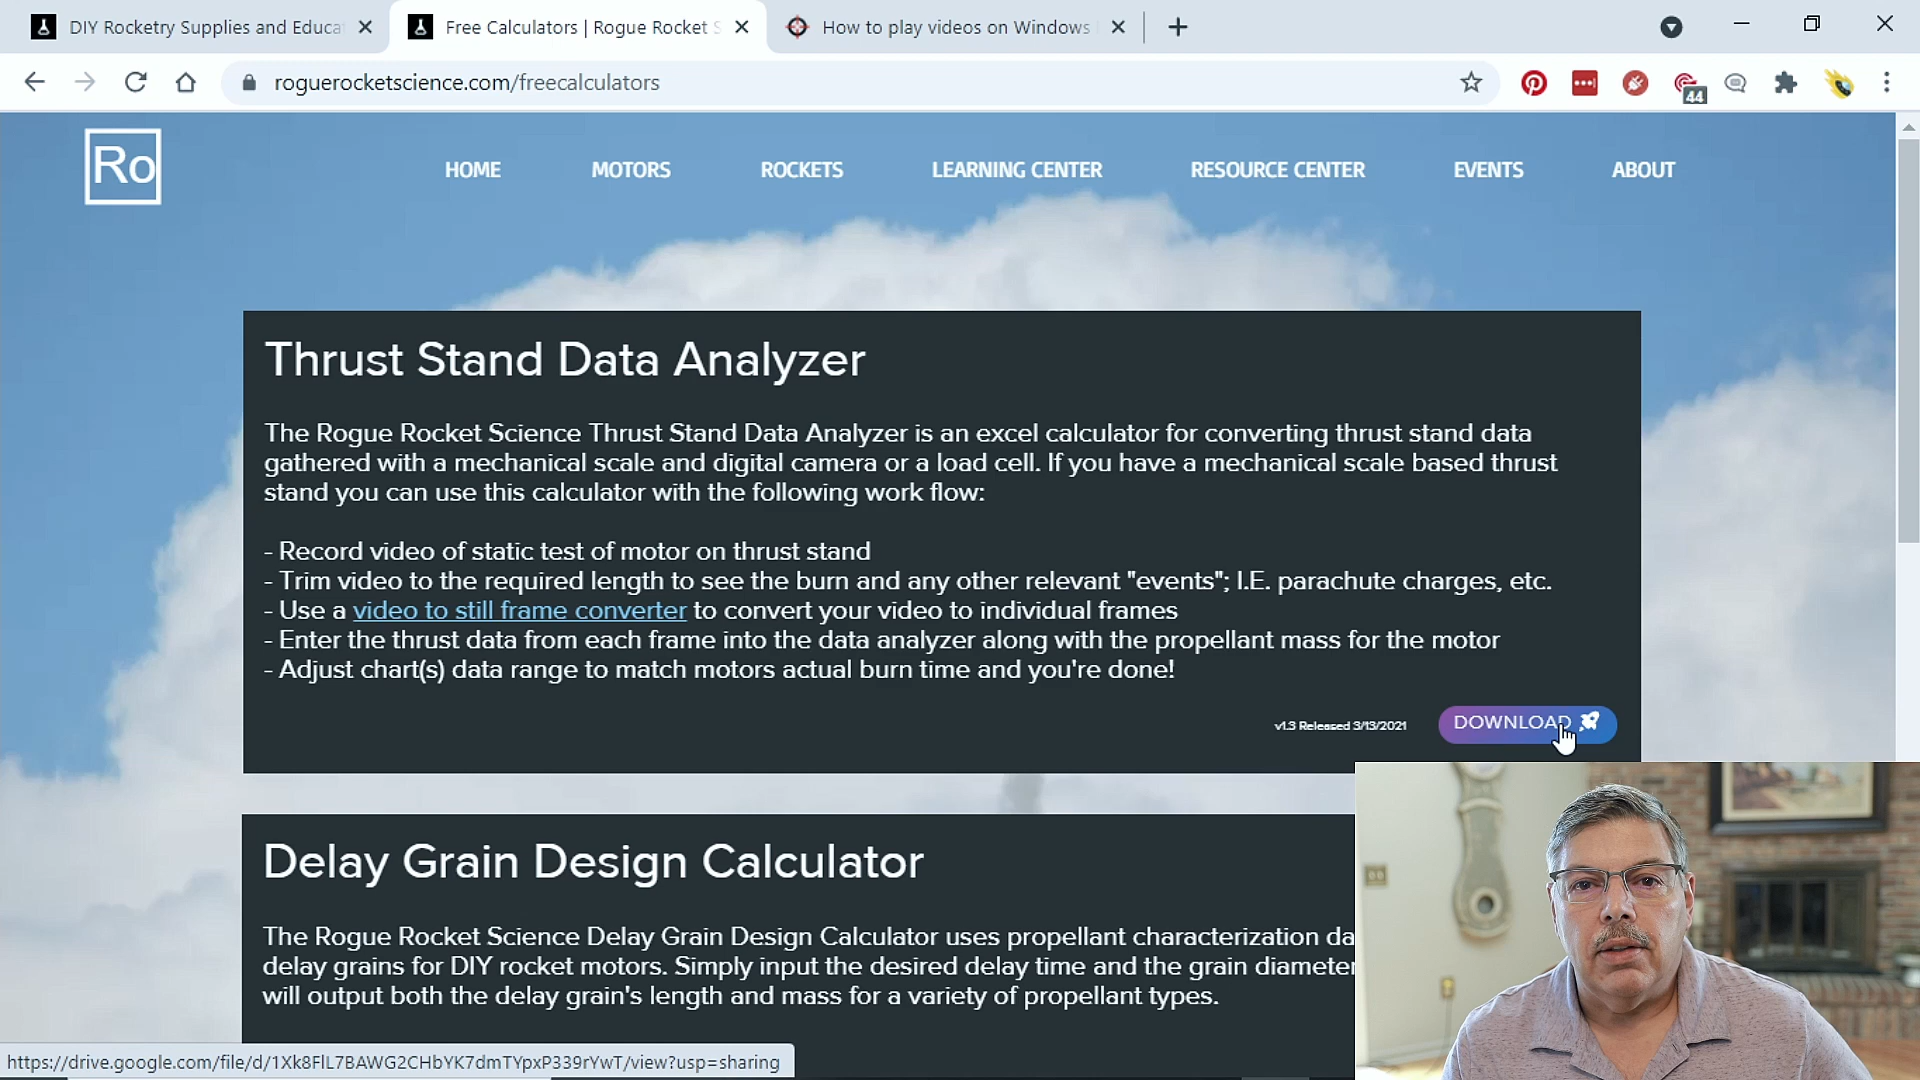 DIY Rocketry Supplies and Educa
Free Calculators | Rogue Rocket S
How to play videos on Windows
roguerocketscience.com/freecalculators
44
Ro
HOME
MOTORS
ROCKETS
LEARNING CENTER
RESOURCE CENTER
EVENTS
ABOUT
Thrust Stand Data Analyzer
The Rogue Rocket Science Thrust Stand Data Analyzer is an excel calculator for converting thrust stand data
gathered with a mechanical scale and digital camera or a load cell. If you have a mechanical scale based thrust
stand you can use this calculator with the following work flow:
- Record video of static test of motor on thrust stand
- Trim video to the required length to see the burn and any other relevant "events"; I.E. parachute charges, etc.
- Use a video to still frame converter to convert your video to individual frames
- Enter the thrust data from each frame into the data analyzer along with the propellant mass for the motor
- Adjust chart(s) data range to match motors actual burn time and you're done!
v1.3 Released 3/13/2021
DOWNLOAD
Delay Grain Design Calculator
The Rogue Rocket Science Delay Grain Design Calculator uses propellant characterization da
delay grains for DIY rocket motors. Simply input the desired delay time and the grain diameter
will output both the delay grain's length and mass for a variety of propellant types.
https://drive.google.com/file/d/1Xk8FlL7BAWG2CHbYK7dmTYpxP339rYwT/view?usp=sharing